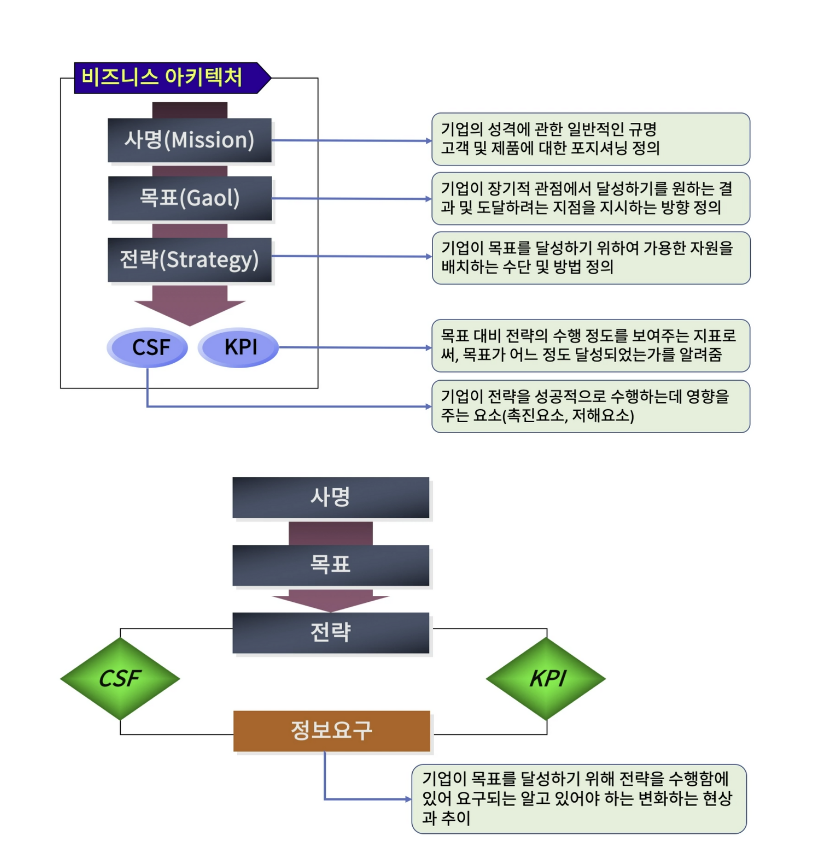 비즈니스 아키텍처
사명(Mission)
기업의 성격에 관한 일반적인 규명
고객 및 제품에 대한 포지셔닝 정의
목표(Gaol)
기업이 장기적 관점에서 달성하기를 원하는 결
과 및 도달하려는 지점을 지시하는 방향 정의
전략(Strategy)
기업이 목표를 달성하기 위하여 가용한 자원을
배치하는 수단 및 방법 정의
CSF
KPI
목표 대비 전략의 수행 정도를 보여주는 지표로
써, 목표가 어느 정도 달성되었는가를 알려줌
기업이 전략을 성공적으로 수행하는데 영향을
주는 요소(촉진요소, 저해요소)
사명
목표
전략
CSF
KPI
정보요구
기업이 목표를 달성하기 위해 전략을 수행함에
있어 요구되는 알고 있어야 하는 변화하는 현상
과 추이